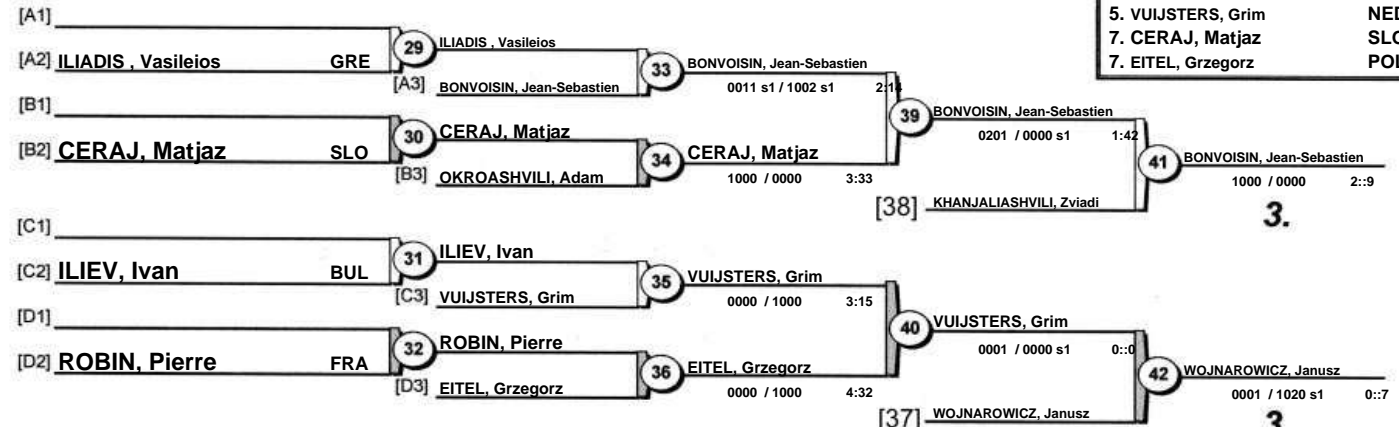 5. VUIJSTERS, Grim NED
7. CERAJ, Matjaz SLO
7. EITEL, Grzegorz POL
[A1]
[A2] ILIADIS , Vasileios GRE
29
ILIADIS , Vasileios
[A3] BONVOISIN, Jean-Sebastien
33
BONVOISIN, Jean-Sebastien
0011 s1 / 1002 s1 2:14
[B1]
[B2] CERAJ, Matjaz SLO
30
CERAJ, Matjaz
[B3] OKROASHVILI, Adam
34
CERAJ, Matjaz
1000 / 0000 3:33
39
BONVOISIN, Jean-Sebastien
0201 / 0000 s1 1:42
[38] KHANJALIASHVILI, Zviadi
41
BONVOISIN, Jean-Sebastien
1000 / 0000 2::9
3.
[C1]
[C2] ILIEV, Ivan BUL
31
ILIEV, Ivan
[C3] VUIJSTERS, Grim
35
VUIJSTERS, Grim
0000 / 1000 3:15
[D1]
[D2] ROBIN, Pierre FRA
32
ROBIN, Pierre
[D3] EITEL, Grzegorz
36
EITEL, Grzegorz
0000 / 1000 4:32
40
VUIJSTERS, Grim
0001 / 0000 s1 0::0
[37] WOJNAROWICZ, Janusz
42
WOJNAROWICZ, Janusz
0001 / 1020 s1 0::7
3.